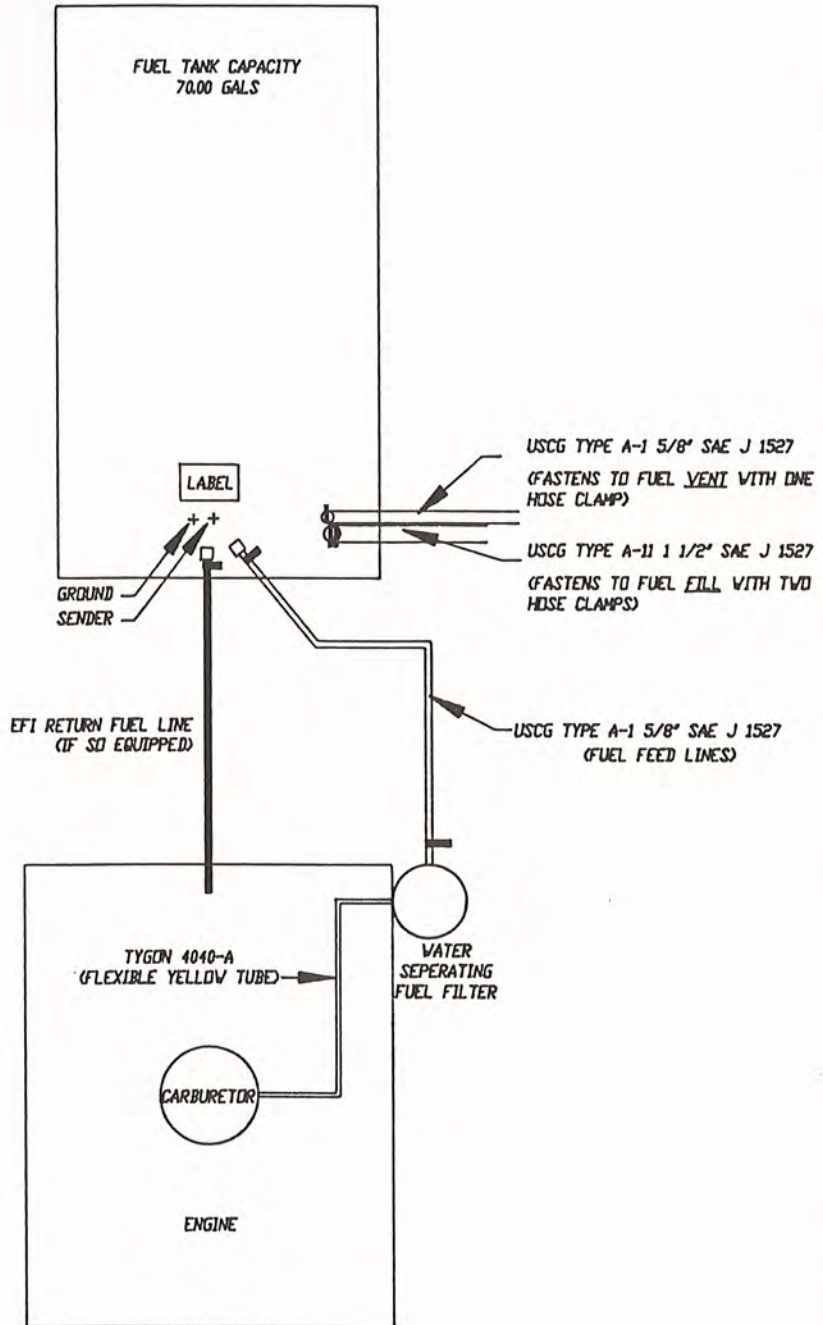 FUEL TANK CAPACITY
70.00 GALS
LABEL
USCG TYPE A-1 5/8" SAE J 1527
(FASTENS TO FUEL VENT WITH ONE
HOSE CLAMP)
USCG TYPE A-11 1 1/2" SAE J 1527
(FASTENS TO FUEL FILL WITH TWO
HOSE CLAMPS)
GROUND
SENDER
EFI RETURN FUEL LINE
(IF SO EQUIPPED)
USCG TYPE A-1 5/8" SAE J 1527
(FUEL FEED LINES)
TYGON 4040-A
(FLEXIBLE YELLOW TUBE)
WATER
SEPERATING
FUEL FILTER
CARBURETOR
ENGINE